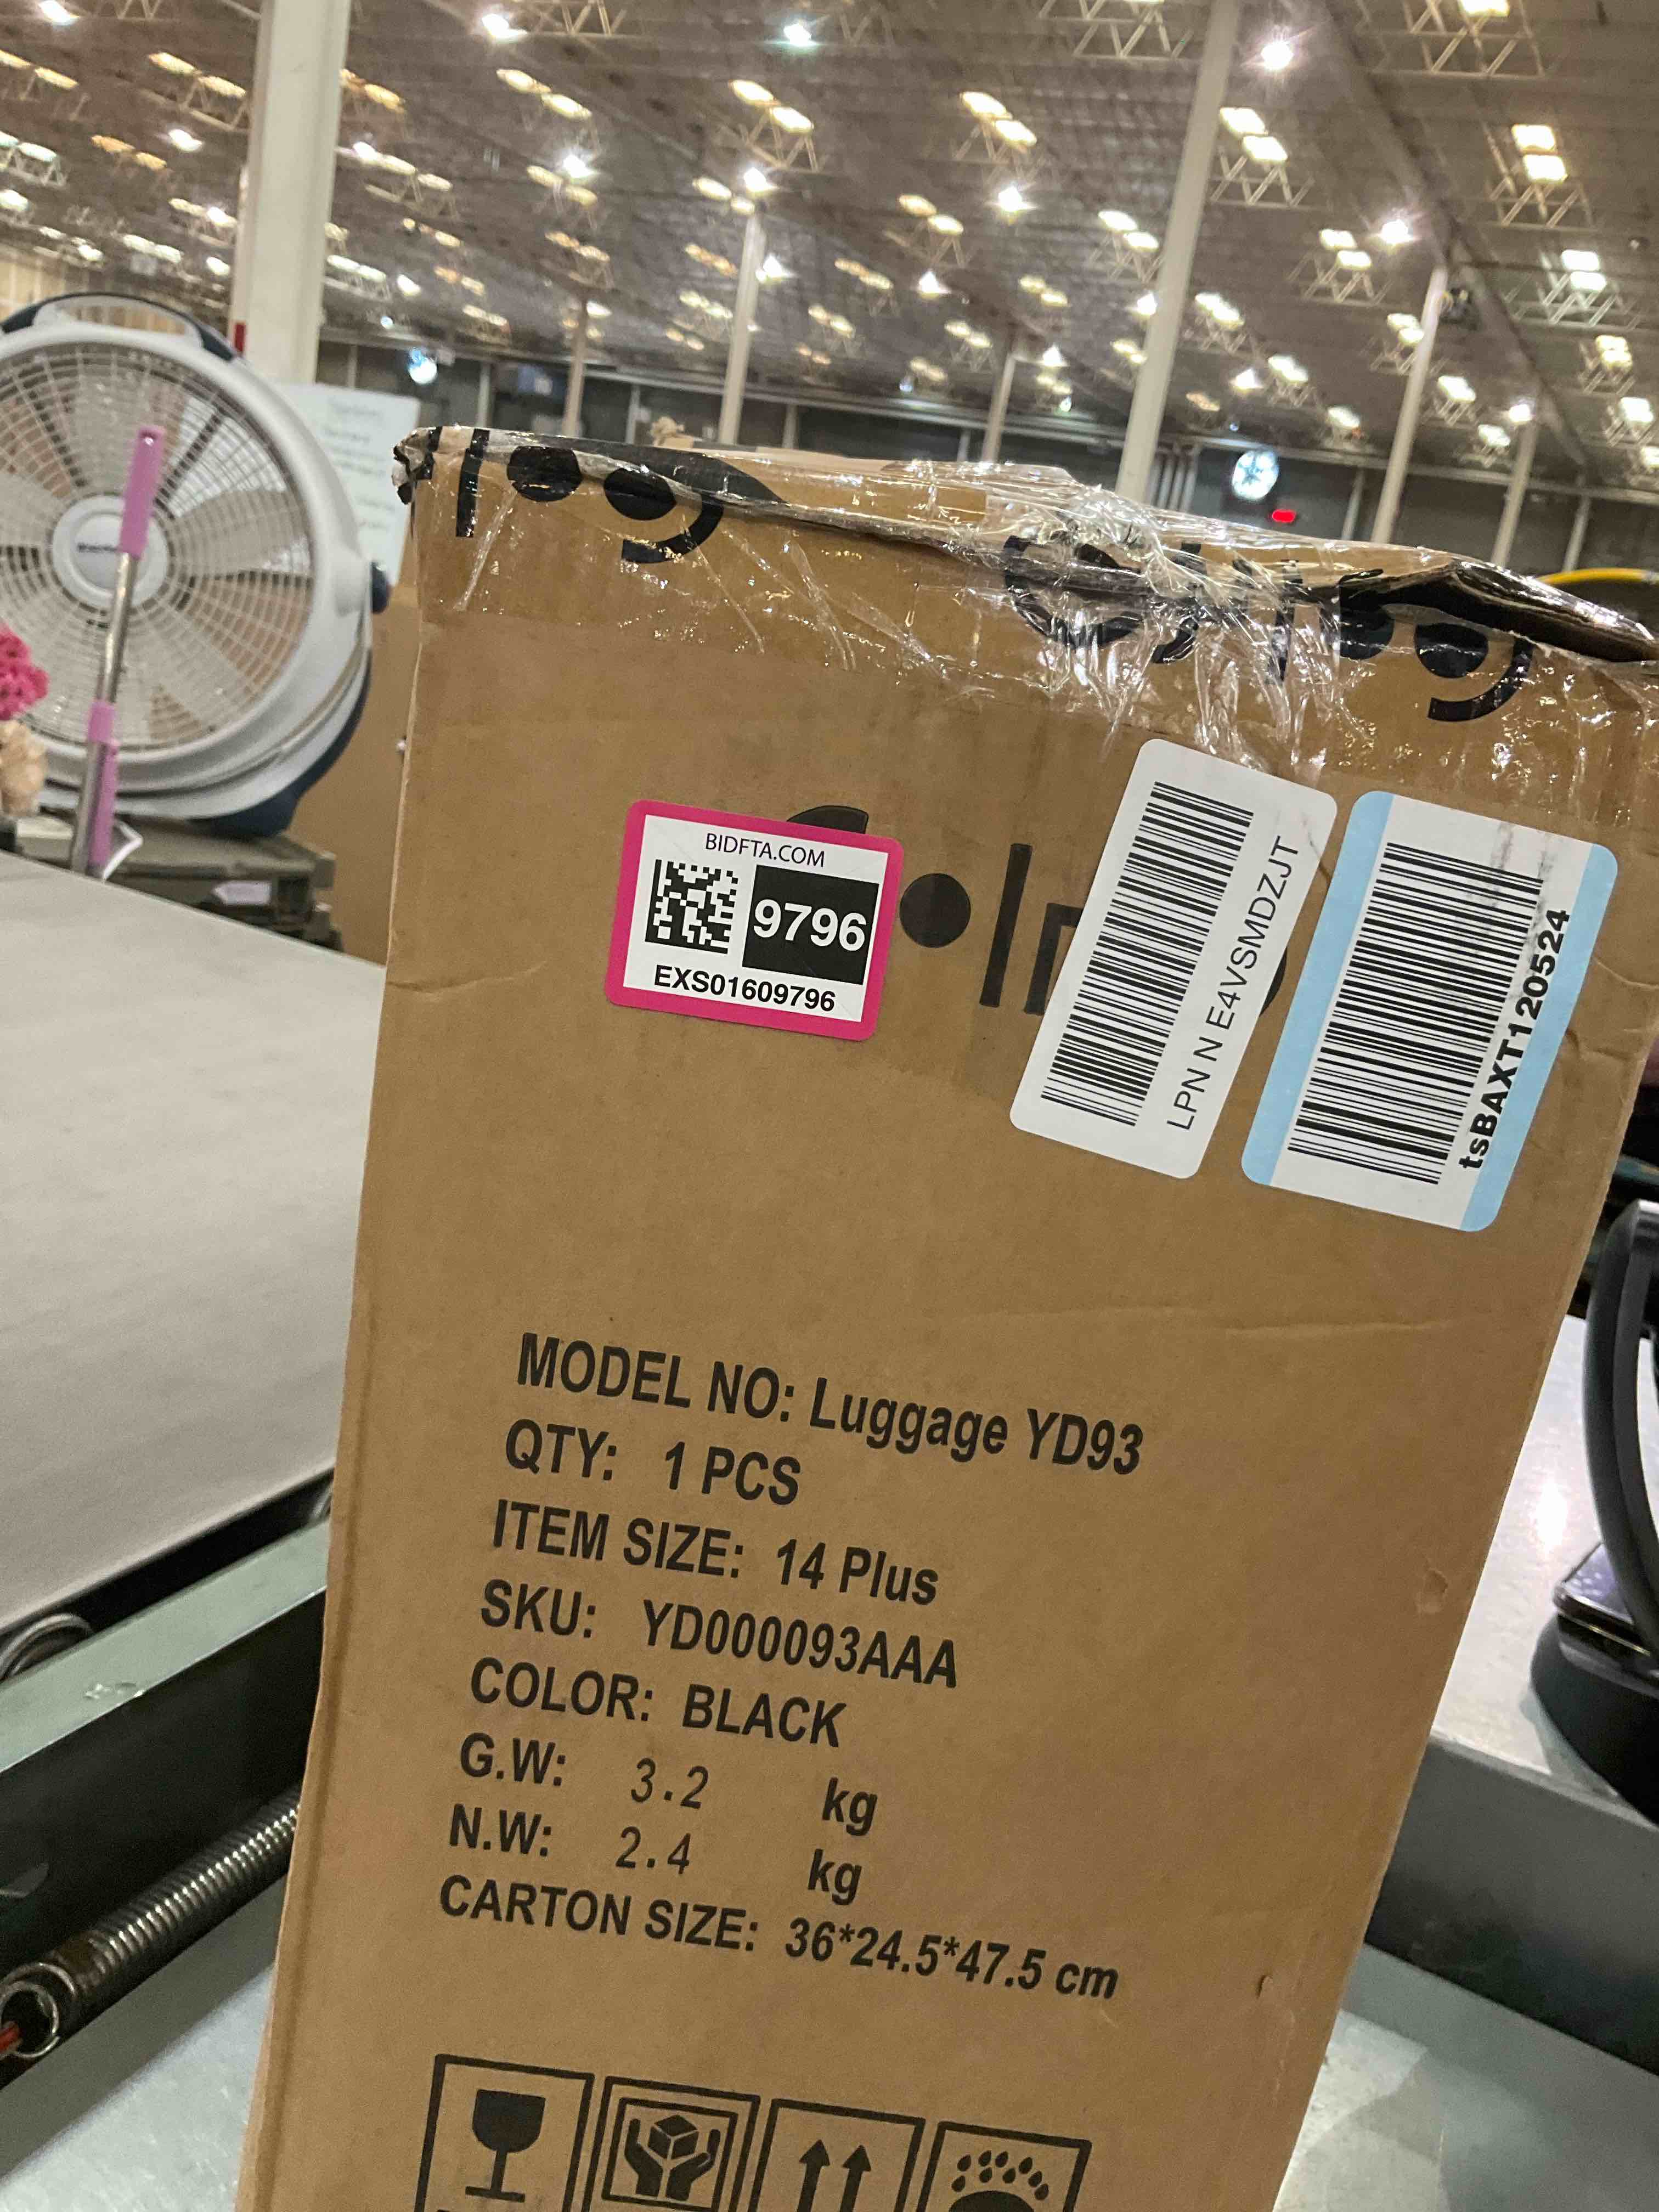 BIDFTA.COM
9796
EXS01609796
LPN N E4VSMDZJT
tsBAXT120524
MODEL NO: Luggage YD93
QTY: 1 PCS
ITEM SIZE: 14 Plus
SKU: YD000093AAA
COLOR: BLACK
G.W: 3.2 kg
N.W: 2.4 kg
CARTON SIZE: 36*24.5*47.5 cm